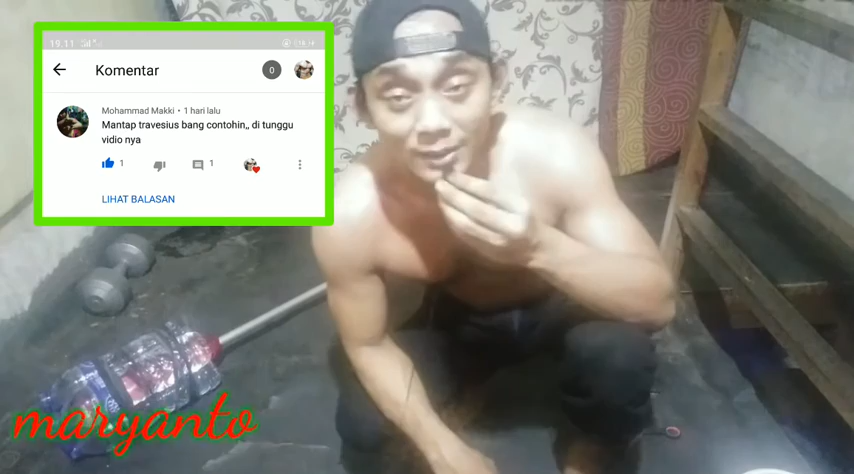 19.11
Komentar
0
Mohammad Makki • 1 hari lalu
Mantap travesius bang contohin,, di tunggu
vidio nya
1
1
LIHAT BALASAN
maryanto